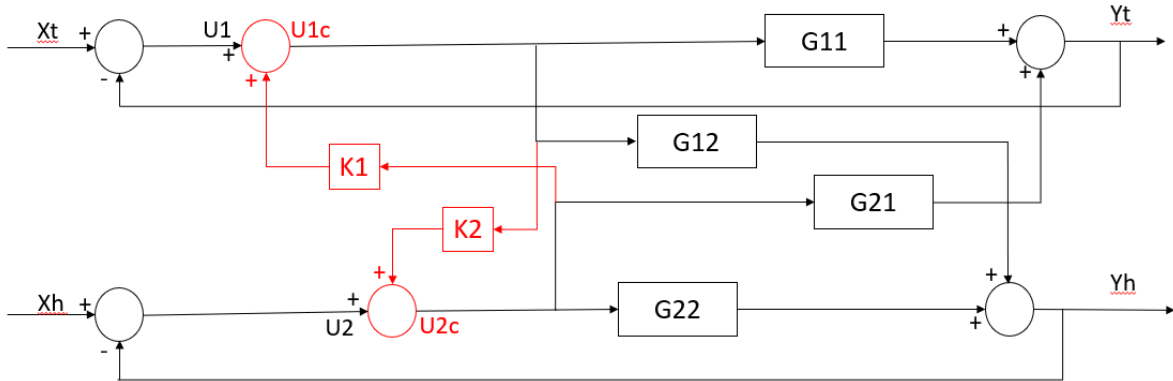 Xt + U1 + U1c G11 + Yt
- + +
G12
K1
G21
K2
+ +
Xh + + G22 + Yh
- U2 U2c +